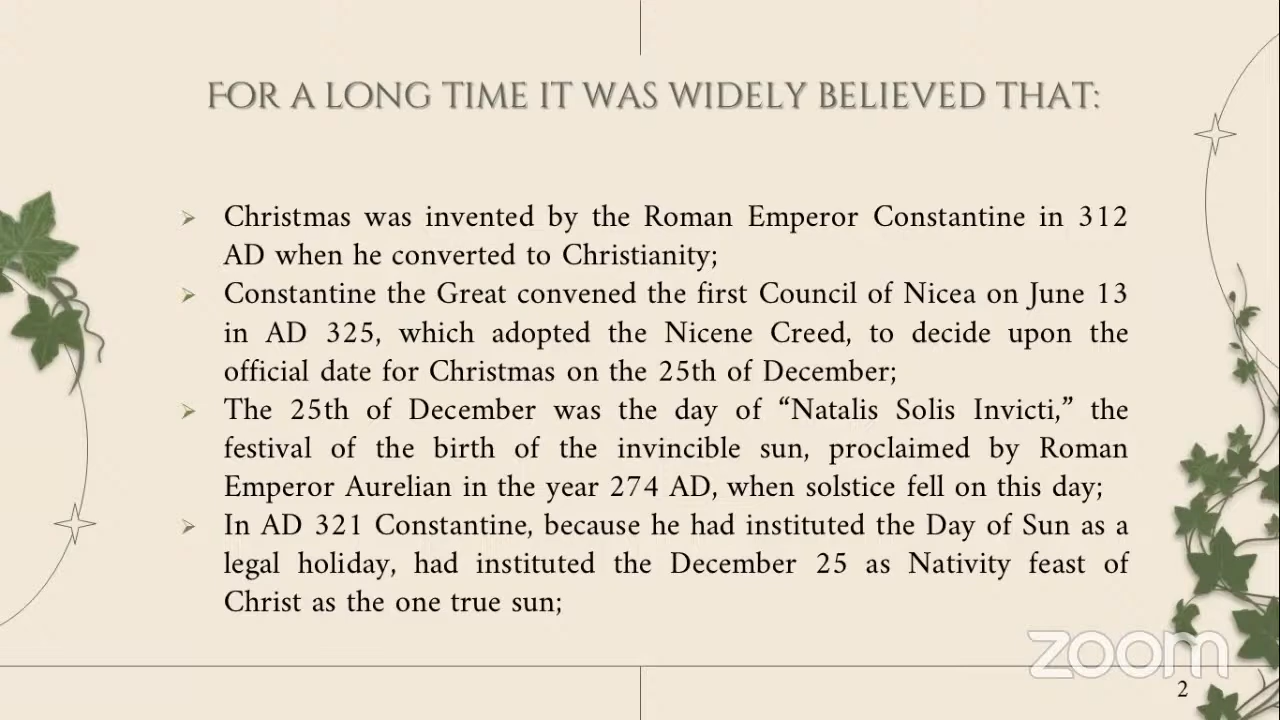 FOR A LONG TIME IT WAS WIDELY BELIEVED THAT:
➢ Christmas was invented by the Roman Emperor Constantine in 312
AD when he converted to Christianity;
➢ Constantine the Great convened the first Council of Nicea on June 13
in AD 325, which adopted the Nicene Creed, to decide upon the
official date for Christmas on the 25th of December;
➢ The 25th of December was the day of “Natalis Solis Invicti,” the
festival of the birth of the invincible sun, proclaimed by Roman
Emperor Aurelian in the year 274 AD, when solstice fell on this day;
➢ In AD 321 Constantine, because he had instituted the Day of Sun as a
legal holiday, had instituted the December 25 as Nativity feast of
Christ as the one true sun;
zoom
2